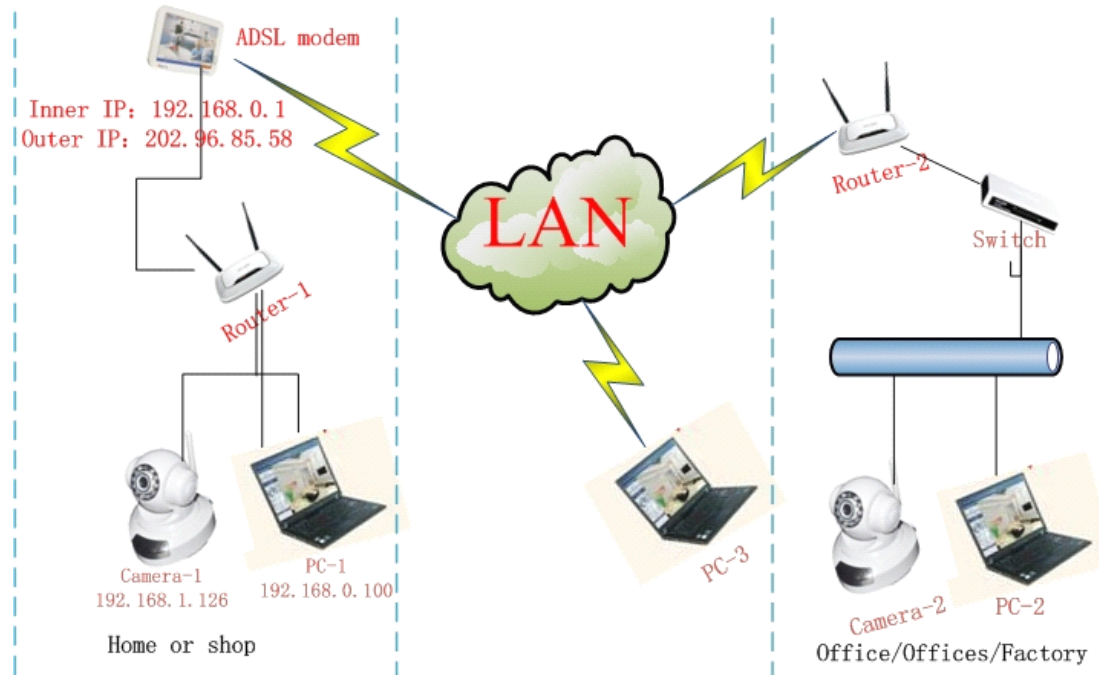 ADSL modem
Inner IP: 192.168.0.1
Outer IP: 202.96.85.58
Router-1
Camera-1
192.168.1.126
PC-1
192.168.0.100
Home or shop
LAN
PC-3
Router-2
Switch
Camera-2
PC-2
Office/Offices/Factory